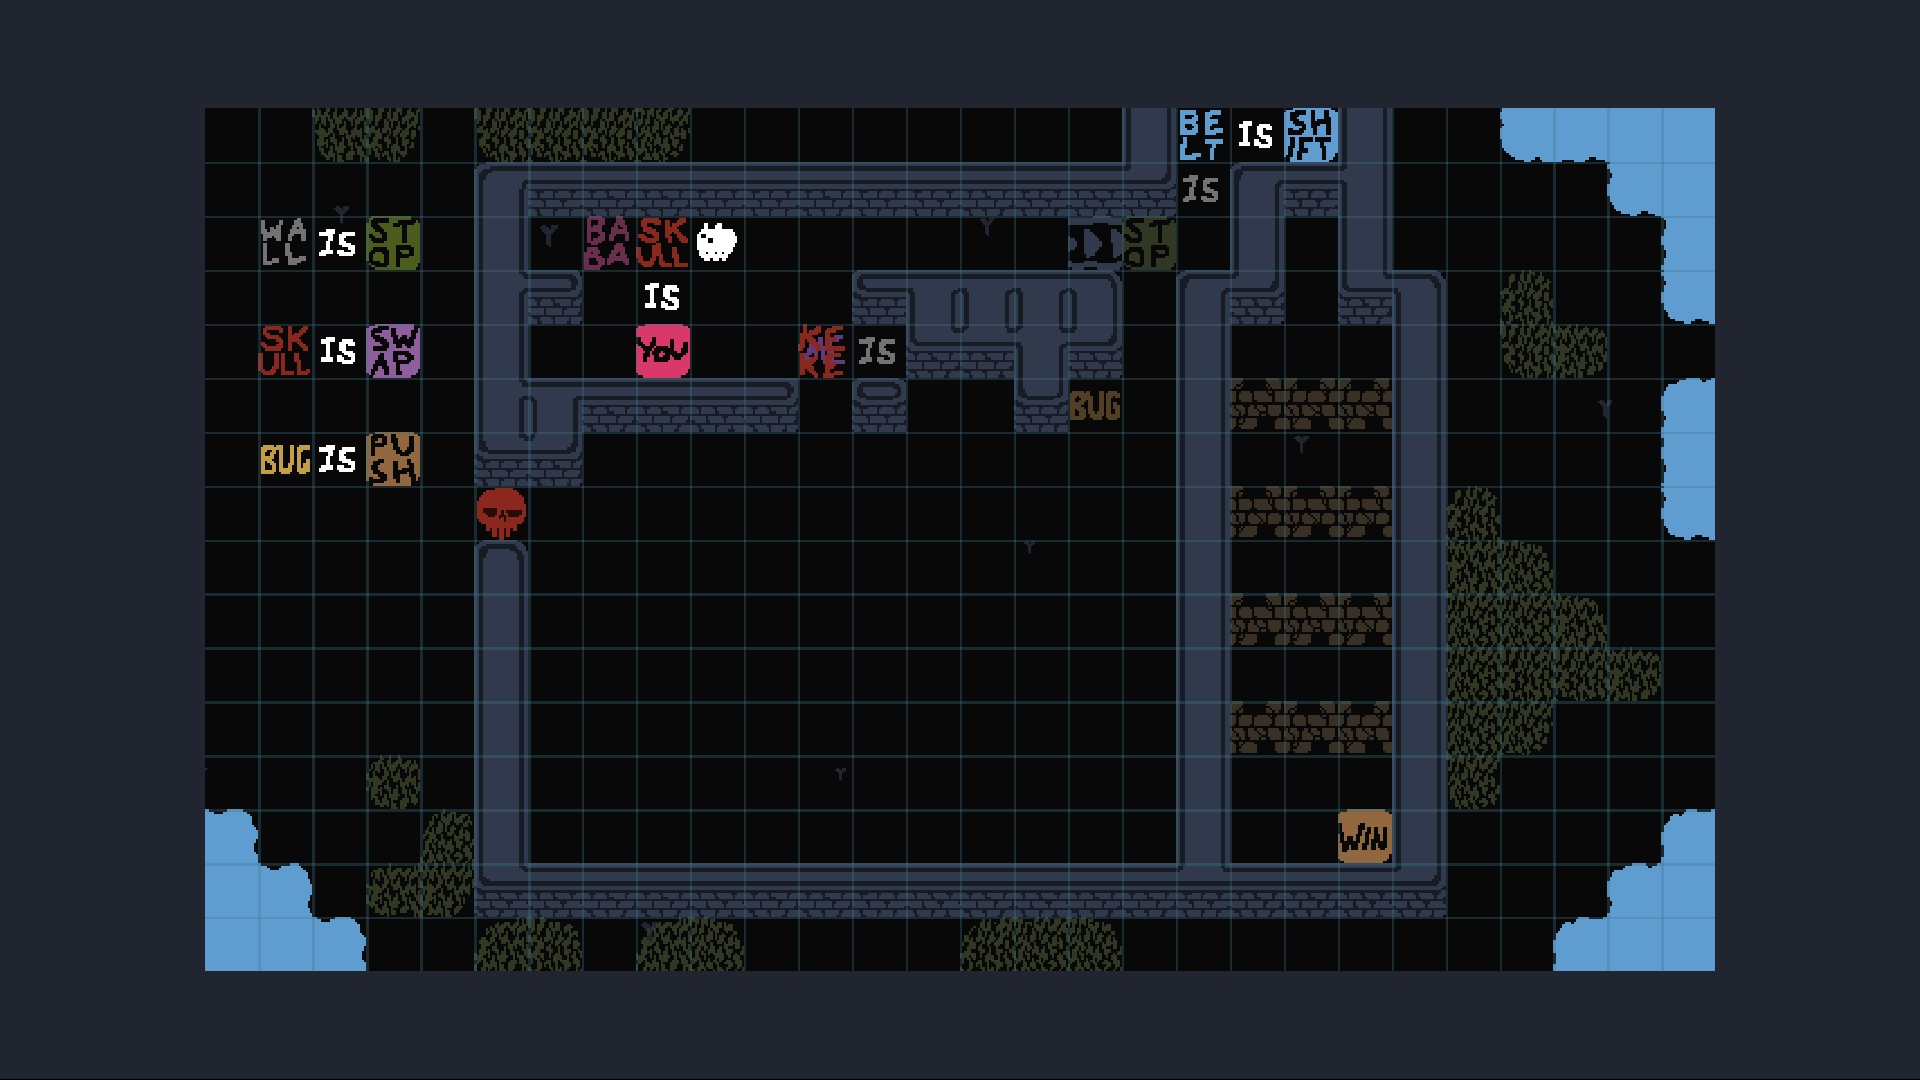 BELT IS SHIFT
IS
WALL IS STOP BABA SKULL STOP
IS
SKULL IS SWAP YOU KEKE IS
BUG
BUG IS PUSH
WIN